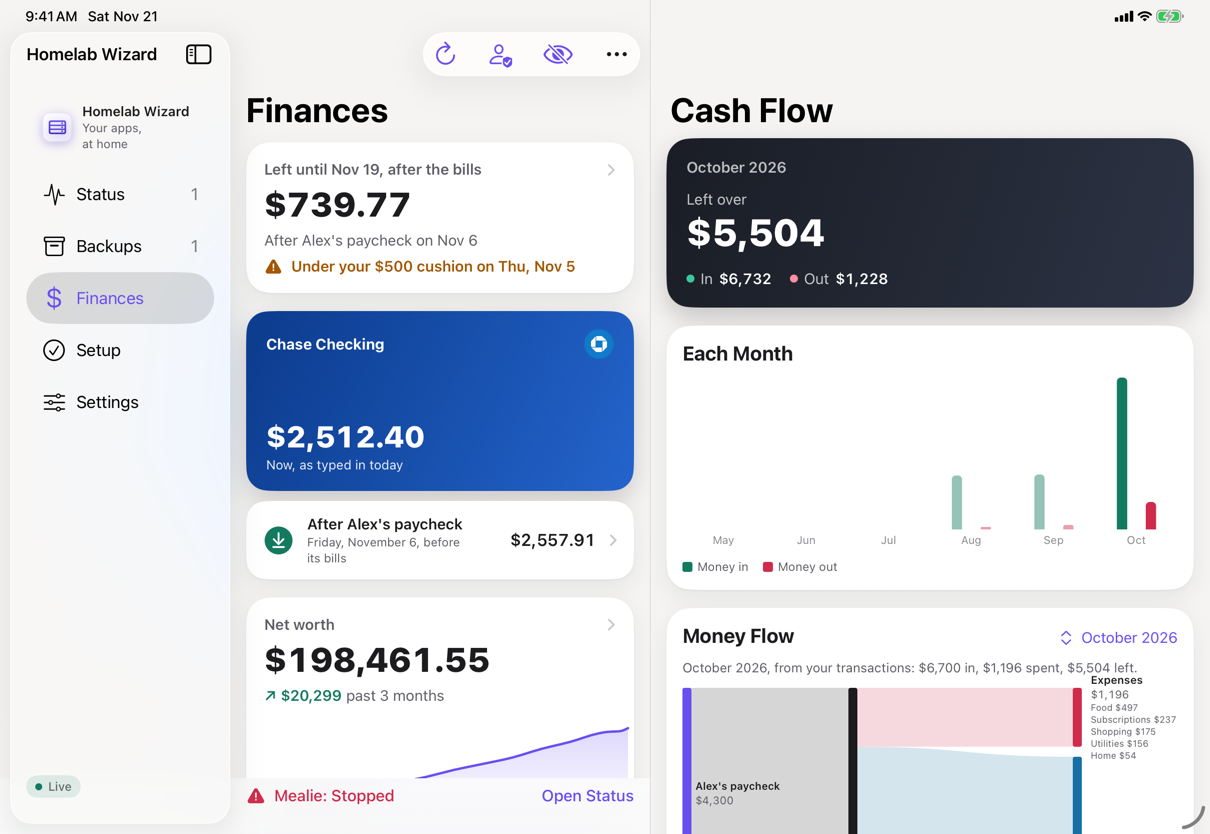 9:41 AM Sat Nov 21
Homelab Wizard
Homelab Wizard
Your apps,
at home
Status 1
Backups 1
Finances
Setup
Settings
Live
Finances
Left until Nov 19, after the bills
$739.77
After Alex's paycheck on Nov 6
Under your $500 cushion on Thu, Nov 5
Chase Checking
$2,512.40
Now, as typed in today
After Alex's paycheck
Friday, November 6, before
its bills
$2,557.91
Net worth
$198,461.55
$20,299 past 3 months
Mealie: Stopped Open Status
Cash Flow
October 2026
Left over
$5,504
In $6,732 Out $1,228
Each Month
May Jun Jul Aug Sep Oct
Money in Money out
Money Flow October 2026
October 2026, from your transactions: $6,700 in, $1,196 spent, $5,504 left.
Expenses
$1,196
Food $497
Subscriptions $237
Shopping $175
Utilities $156
Home $54
Alex's paycheck
$4,300